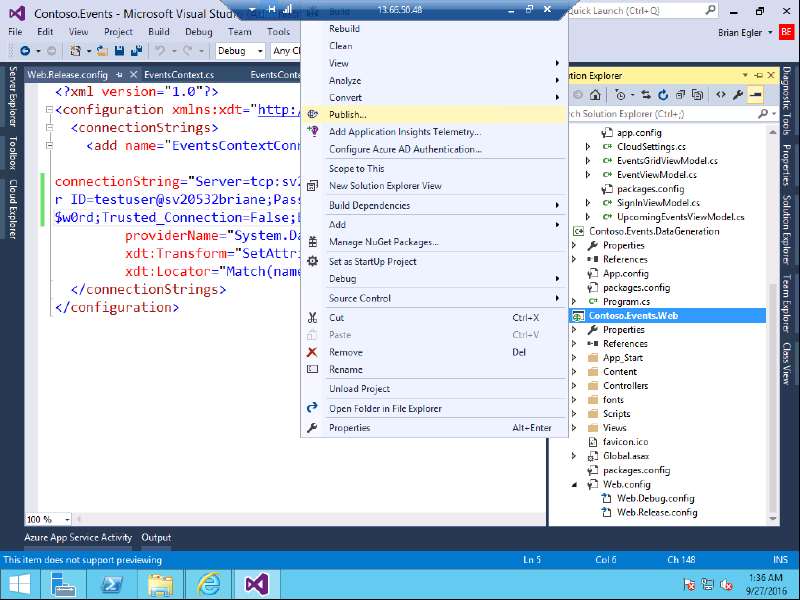 Contoso.Events - Microsoft Visual Stu
13.66.50.48
Quick Launch (Ctrl+Q)
File Edit View Project Build Debug Team Tools
Brian Egler BE
Debug Any C
Server Explorer
Toolbox
Cloud Explorer
Web.Release.config EventsContext.cs EventsConte
<?xml version="1.0"?>
<configuration xmlns:xdt="http:/
<connectionStrings>
<add name="EventsContextConn
connectionString="Server=tcp:sv2
r ID=testuser@sv20532briane;Pass
$w0rd;Trusted_Connection=False;E
providerName="System.Da
xdt:Transform="SetAttri
xdt:Locator="Match(name
</connectionStrings>
</configuration>
100 %
Build
Rebuild
Clean
View
Analyze
Convert
Publish...
Add Application Insights Telemetry...
Configure Azure AD Authentication...
Scope to This
New Solution Explorer View
Build Dependencies
Add
Manage NuGet Packages...
Set as StartUp Project
Debug
Source Control
Cut Ctrl+X
Paste Ctrl+V
Remove Del
Rename
Unload Project
Open Folder in File Explorer
Properties Alt+Enter
tion Explorer
rch Solution Explorer (Ctrl+;)
app.config
CloudSettings.cs
EventsGridViewModel.cs
EventViewModel.cs
packages.config
SignInViewModel.cs
UpcomingEventsViewModel.cs
Contoso.Events.DataGeneration
Properties
References
App.config
packages.config
Program.cs
Contoso.Events.Web
Properties
References
App_Start
Content
Controllers
fonts
Scripts
Views
favicon.ico
Global.asax
packages.config
Web.config
Web.Debug.config
Web.Release.config
Diagnostic Tools
Properties
Solution Explorer
Team Explorer
Class View
Azure App Service Activity Output
This item does not support previewing Ln 5 Col 6 Ch 148 INS
1:36 AM
9/27/2016